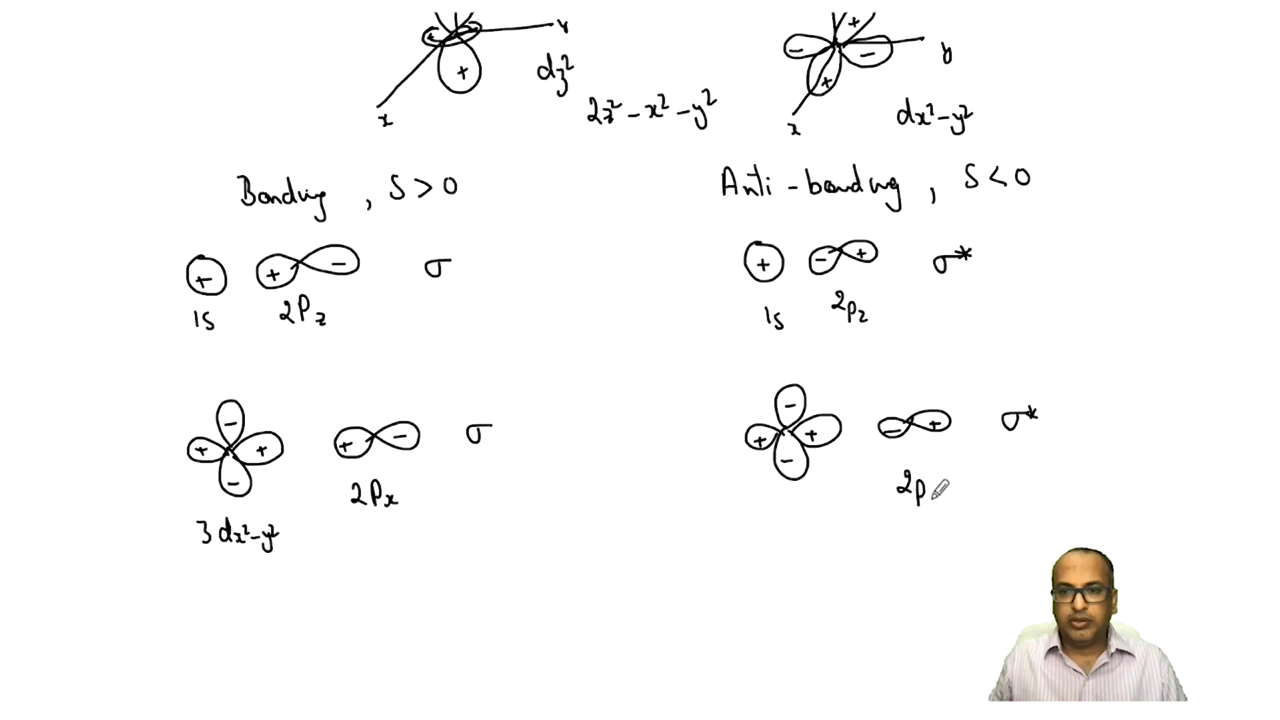 + y - + -
+ dz² + y
x 2z² - x² - y² x dx² - y²
Bonding , S > 0
Anti - bonding , S < 0
+ + - σ
1s 2Pz
+ - + σ*
1s 2Pz
- + + - + - σ
2Px
3dx²-y²
- + + - - + σ*
2P